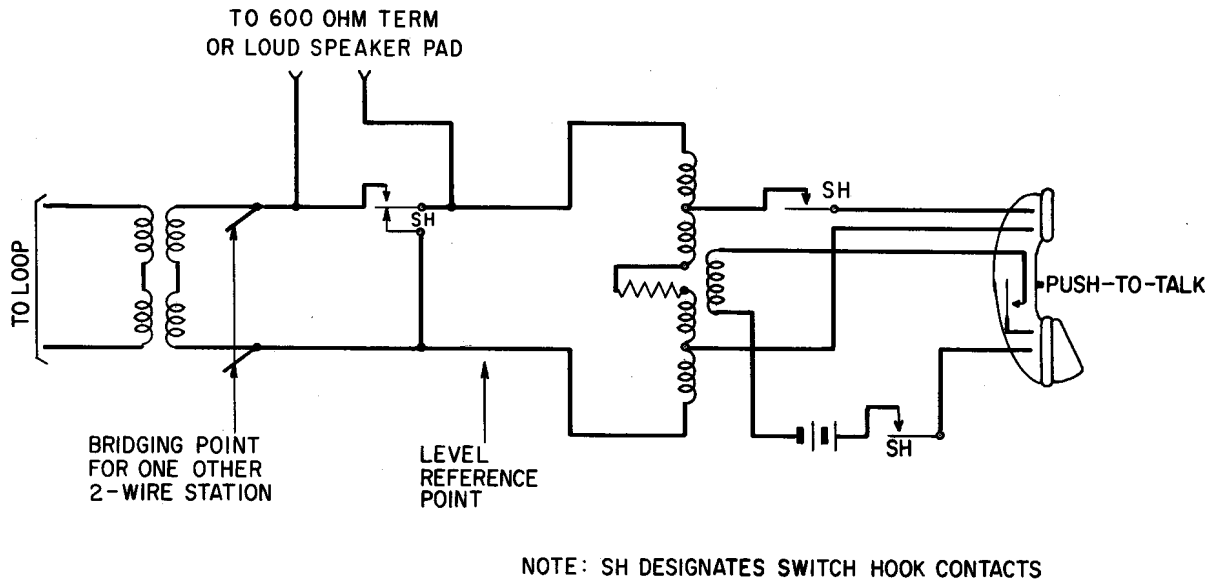 TO 600 OHM TERM
OR LOUD SPEAKER PAD
SH
SH
TO LOOP
PUSH-TO-TALK
BRIDGING POINT
FOR ONE OTHER
2-WIRE STATION
LEVEL
REFERENCE
POINT
SH
NOTE: SH DESIGNATES SWITCH HOOK CONTACTS